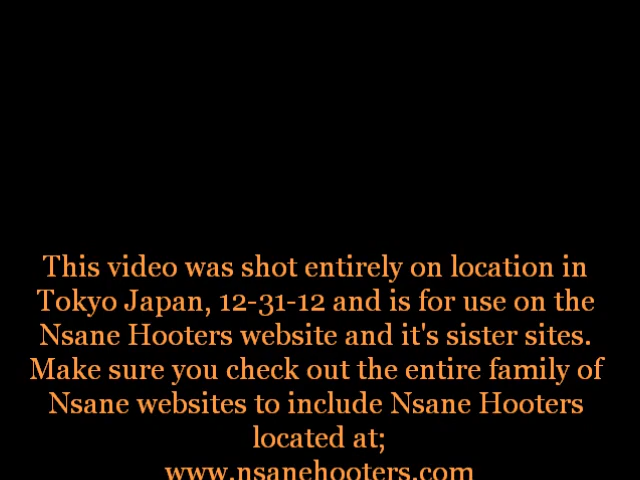 This video was shot entirely on location in
Tokyo Japan, 12-31-12 and is for use on the
Nsane Hooters website and it's sister sites.
Make sure you check out the entire family of
Nsane websites to include Nsane Hooters
located at;
www.nsanehooters.com